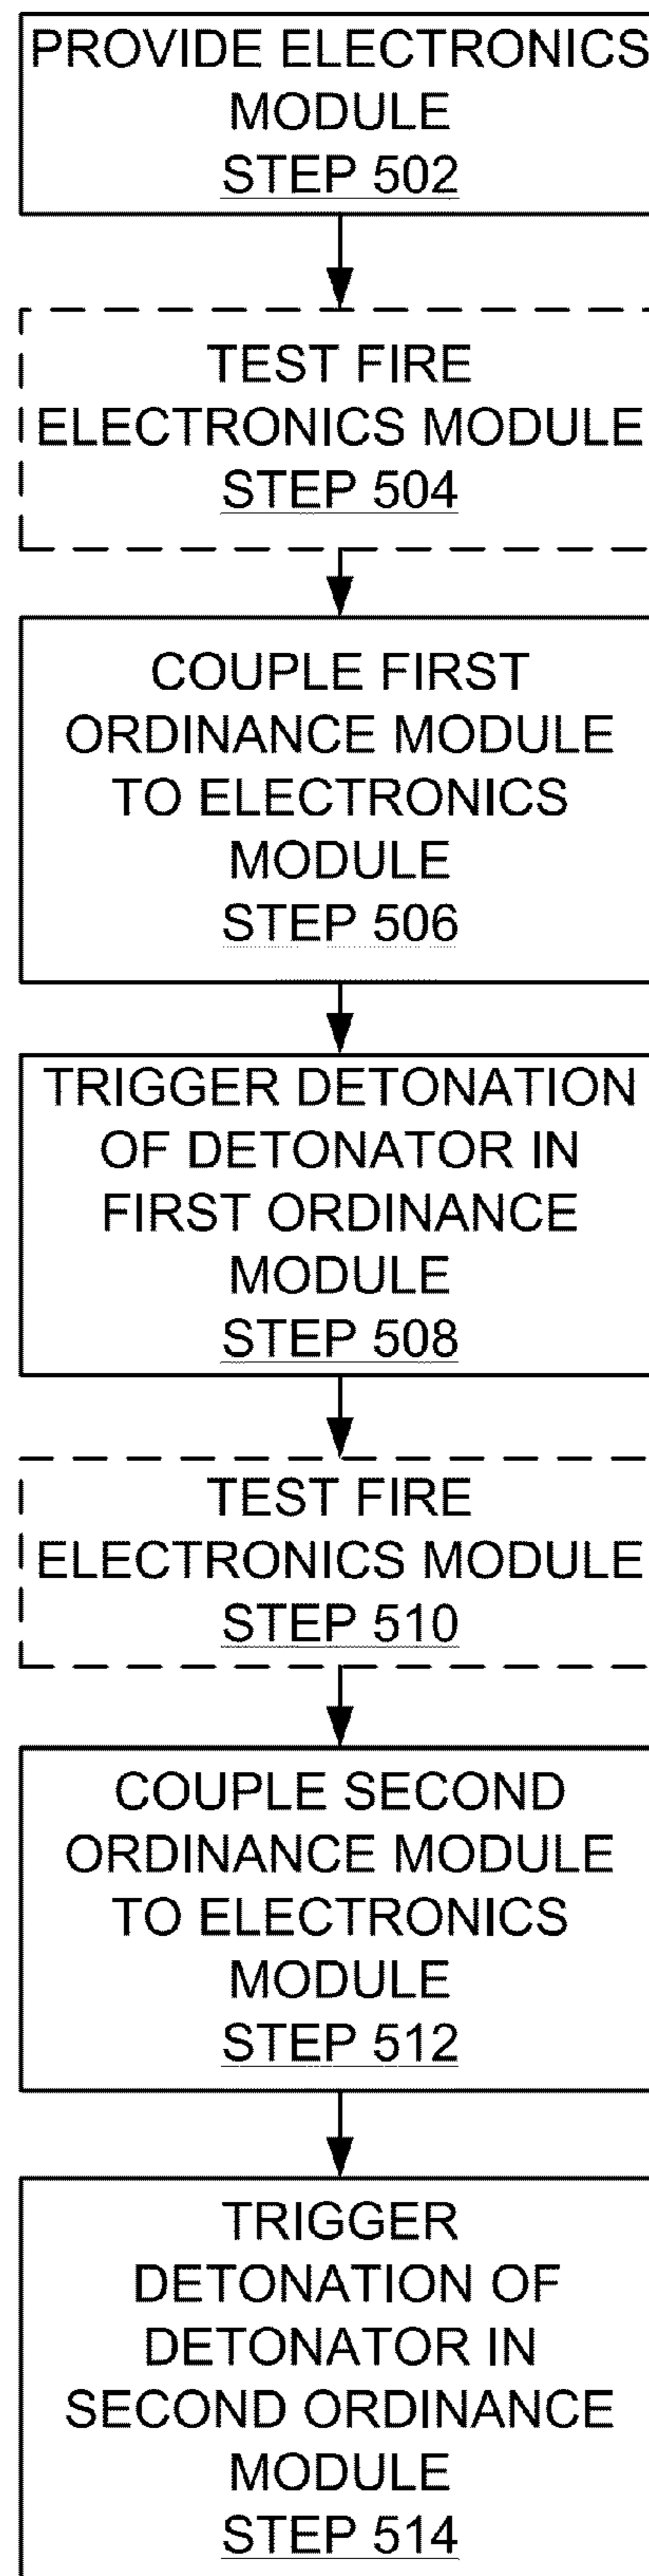 PROVIDE ELECTRONICS
MODULE
STEP 502
TEST FIRE
ELECTRONICS MODULE
STEP 504
COUPLE FIRST
ORDINANCE MODULE
TO ELECTRONICS
MODULE
STEP 506
TRIGGER DETONATION
OF DETONATOR IN
FIRST ORDINANCE
MODULE
STEP 508
TEST FIRE
ELECTRONICS MODULE
STEP 510
COUPLE SECOND
ORDINANCE MODULE
TO ELECTRONICS
MODULE
STEP 512
TRIGGER
DETONATION OF
DETONATOR IN
SECOND ORDINANCE
MODULE
STEP 514